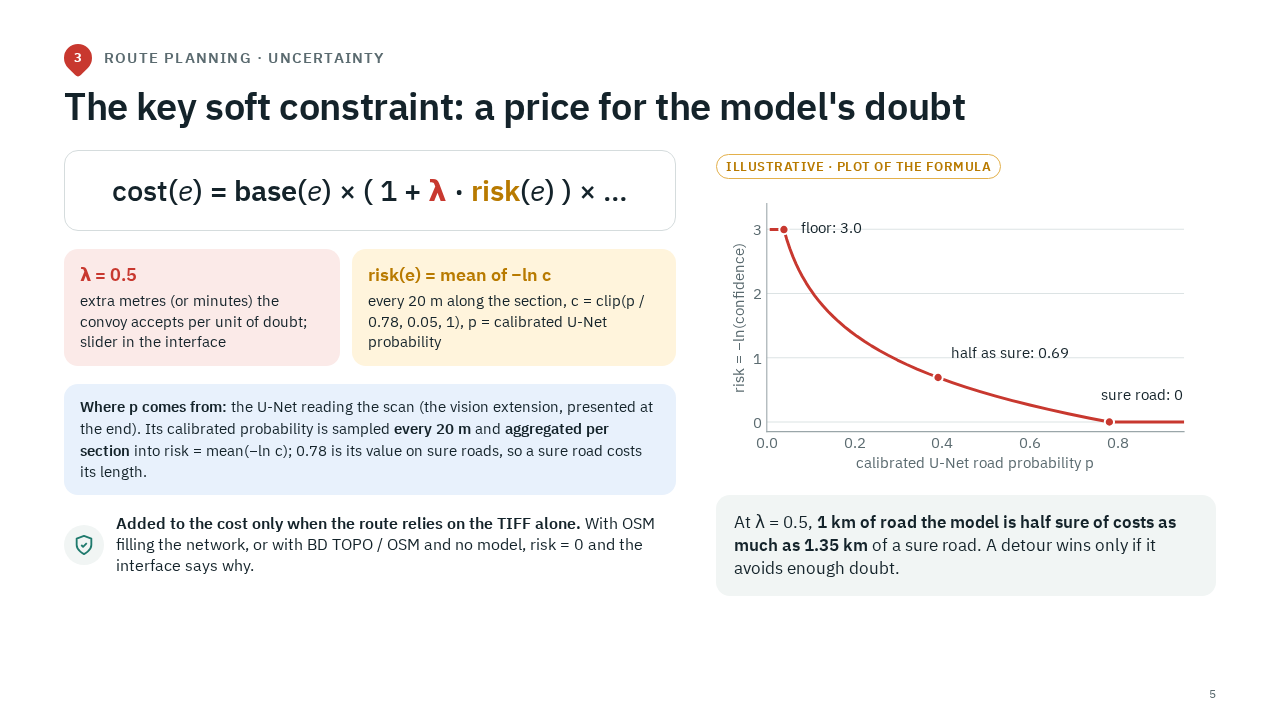 3
ROUTE PLANNING · UNCERTAINTY
The key soft constraint: a price for the model's doubt
cost(e) = base(e) × ( 1 + λ · risk(e) ) × …
λ = 0.5
extra metres (or minutes) the
convoy accepts per unit of doubt;
slider in the interface
risk(e) = mean of −ln c
every 20 m along the section, c = clip(p /
0.78, 0.05, 1), p = calibrated U-Net
probability
Where p comes from: the U-Net reading the scan (the vision extension, presented at
the end). Its calibrated probability is sampled every 20 m and aggregated per
section into risk = mean(−ln c); 0.78 is its value on sure roads, so a sure road costs
its length.
Added to the cost only when the route relies on the TIFF alone. With OSM
filling the network, or with BD TOPO / OSM and no model, risk = 0 and the
interface says why.
ILLUSTRATIVE · PLOT OF THE FORMULA
risk = −ln(confidence)
3
2
1
0
floor: 3.0
half as sure: 0.69
sure road: 0
0.0 0.2 0.4 0.6 0.8
calibrated U-Net road probability p
At λ = 0.5, 1 km of road the model is half sure of costs as
much as 1.35 km of a sure road. A detour wins only if it
avoids enough doubt.
5